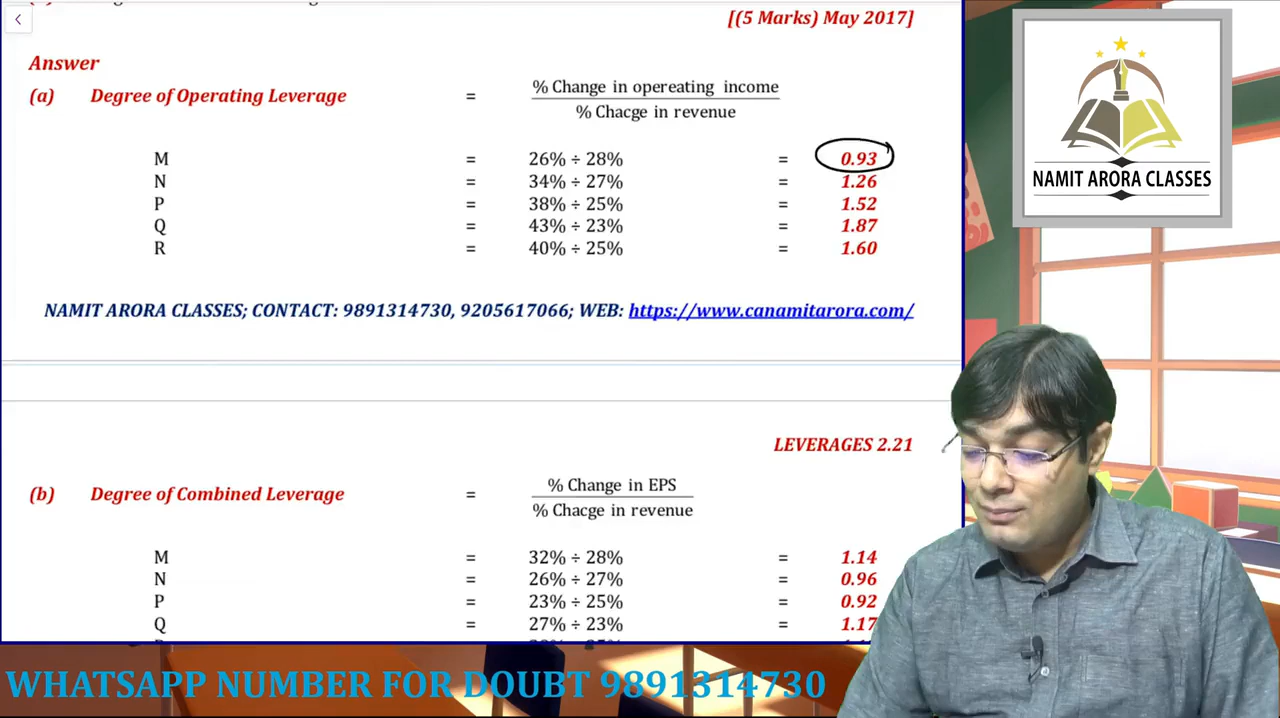 [(5 Marks) May 2017]
NAMIT ARORA CLASSES
Answer
(a) Degree of Operating Leverage = % Change in opereating income
% Chacge in revenue
M = 26% ÷ 28% = 0.93
N = 34% ÷ 27% = 1.26
P = 38% ÷ 25% = 1.52
Q = 43% ÷ 23% = 1.87
R = 40% ÷ 25% = 1.60
NAMIT ARORA CLASSES; CONTACT: 9891314730, 9205617066; WEB: https://www.canamitarora.com/
LEVERAGES 2.21
(b) Degree of Combined Leverage = % Change in EPS
% Chacge in revenue
M = 32% ÷ 28% = 1.14
N = 26% ÷ 27% = 0.96
P = 23% ÷ 25% = 0.92
Q = 27% ÷ 23% = 1.17
WHATSAPP NUMBER FOR DOUBT 9891314730